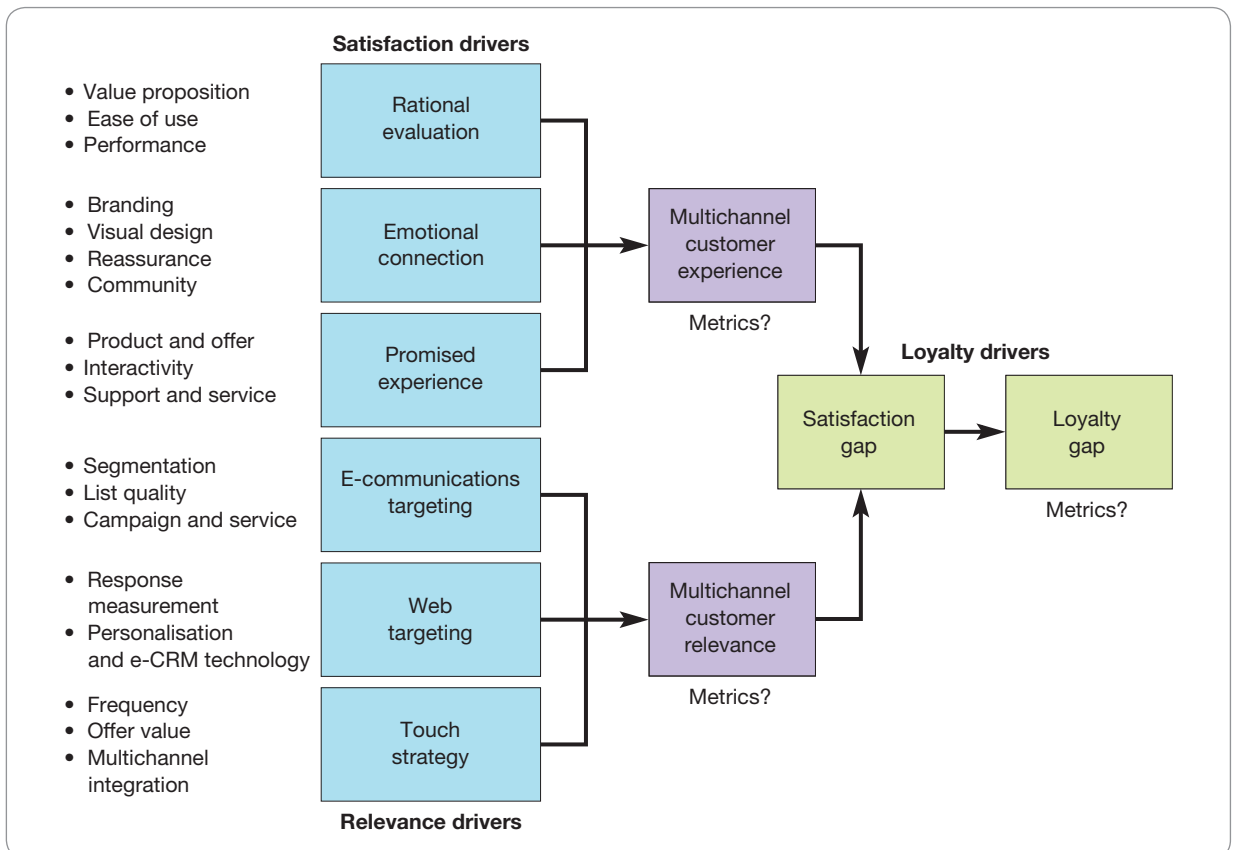 Satisfaction drivers
• Value proposition
• Ease of use
• Performance
Rational
evaluation
• Branding
• Visual design
• Reassurance
• Community
Emotional
connection
• Product and offer
• Interactivity
• Support and service
Promised
experience
Multichannel
customer
experience
Metrics?
• Segmentation
• List quality
• Campaign and service
E-communications
targeting
• Response
measurement
• Personalisation
and e-CRM technology
Web
targeting
• Frequency
• Offer value
• Multichannel
integration
Touch
strategy
Relevance drivers
Multichannel
customer
relevance
Metrics?
Loyalty drivers
Satisfaction
gap
Loyalty
gap
Metrics?